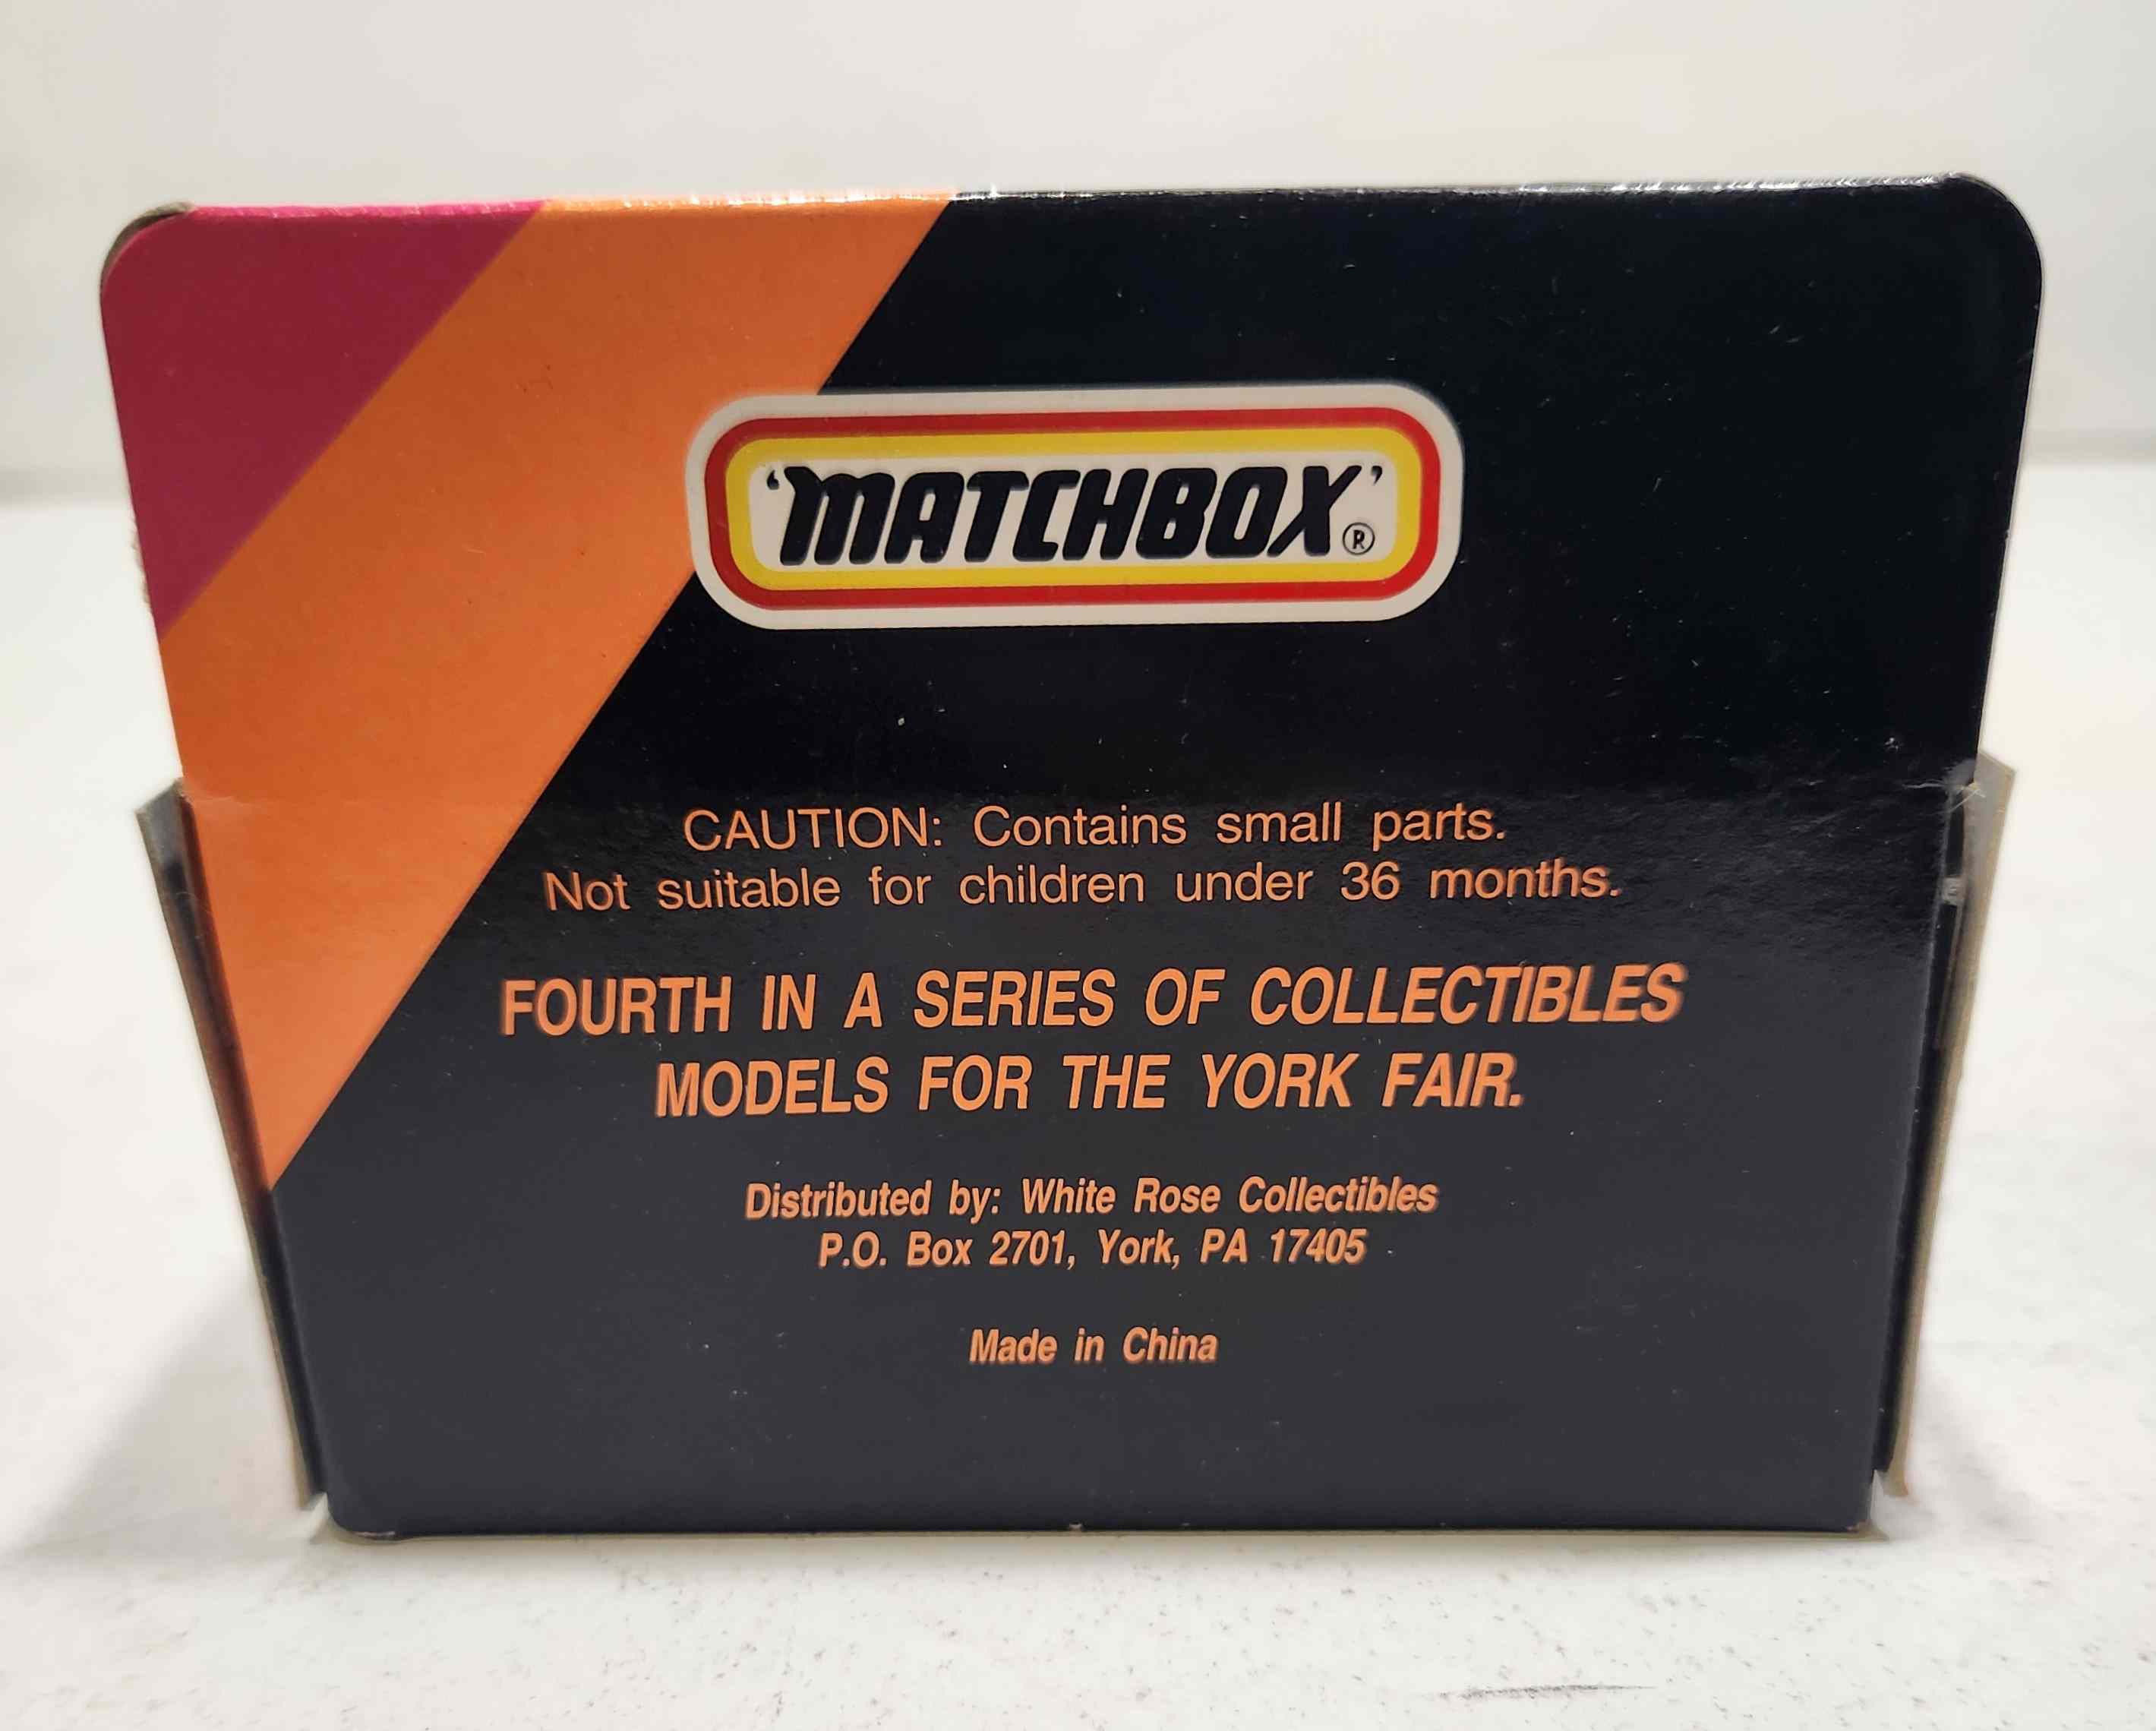 'MATCHBOX'®
CAUTION: Contains small parts.
Not suitable for children under 36 months.
FOURTH IN A SERIES OF COLLECTIBLES
MODELS FOR THE YORK FAIR.
Distributed by: White Rose Collectibles
P.O. Box 2701, York, PA 17405
Made in China